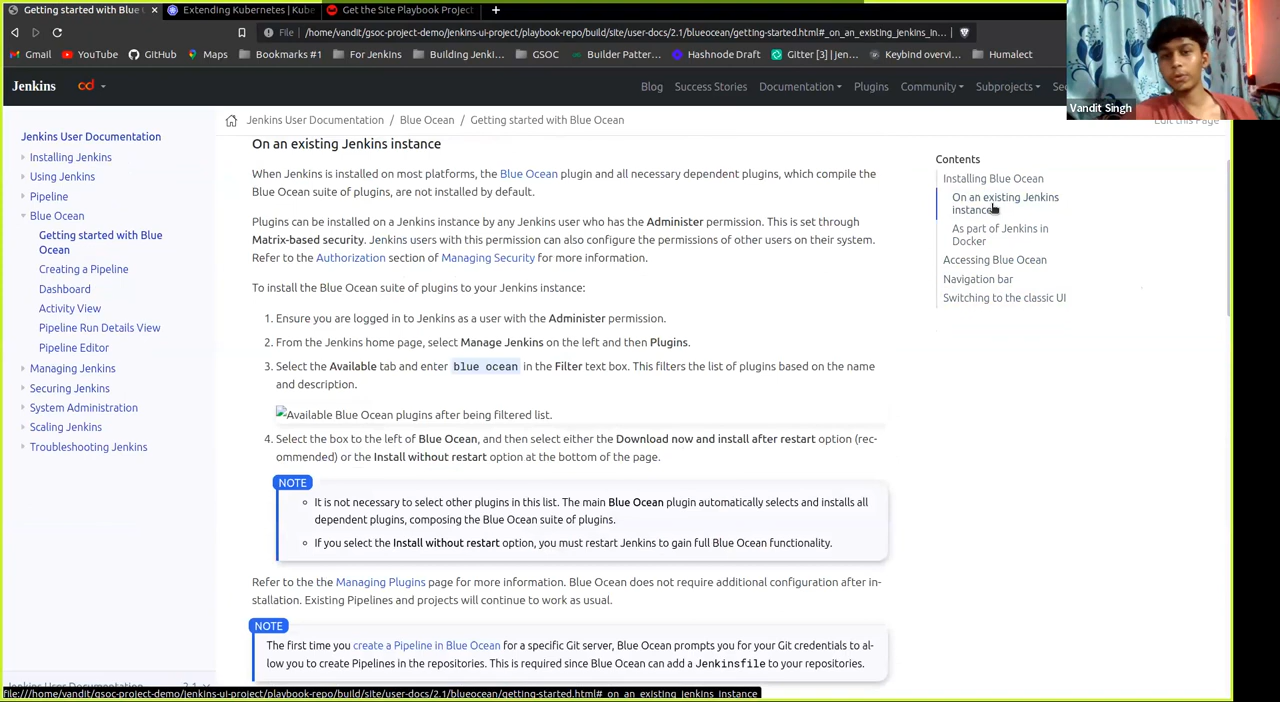 Getting started with Blue
Extending Kubernetes | Kube
Get the Site Playbook Project
File /home/vandit/gsoc-project-demo/jenkins-ui-project/playbook-repo/build/site/user-docs/2.1/blueocean/getting-started.html#_on_an_existing_jenkins_in...
Gmail YouTube GitHub Maps Bookmarks #1 For Jenkins Building Jenki... GSOC Builder Patter... Hashnode Draft Gitter [3] | jen... Keybind overvi... Humalect
Jenkins cd Blog Success Stories Documentation Plugins Community Subprojects
Vandit Singh
Jenkins User Documentation / Blue Ocean / Getting started with Blue Ocean
Edit this Page
Jenkins User Documentation
Installing Jenkins
Using Jenkins
Pipeline
Blue Ocean
Getting started with Blue
Ocean
Creating a Pipeline
Dashboard
Activity View
Pipeline Run Details View
Pipeline Editor
Managing Jenkins
Securing Jenkins
System Administration
Scaling Jenkins
Troubleshooting Jenkins
On an existing Jenkins instance
When Jenkins is installed on most platforms, the Blue Ocean plugin and all necessary dependent plugins, which compile the
Blue Ocean suite of plugins, are not installed by default.
Plugins can be installed on a Jenkins instance by any Jenkins user who has the Administer permission. This is set through
Matrix-based security. Jenkins users with this permission can also configure the permissions of other users on their system.
Refer to the Authorization section of Managing Security for more information.
To install the Blue Ocean suite of plugins to your Jenkins instance:
1. Ensure you are logged in to Jenkins as a user with the Administer permission.
2. From the Jenkins home page, select Manage Jenkins on the left and then Plugins.
3. Select the Available tab and enter blue ocean in the Filter text box. This filters the list of plugins based on the name
and description.
Available Blue Ocean plugins after being filtered list.
4. Select the box to the left of Blue Ocean, and then select either the Download now and install after restart option (rec-
ommended) or the Install without restart option at the bottom of the page.
NOTE
It is not necessary to select other plugins in this list. The main Blue Ocean plugin automatically selects and installs all
dependent plugins, composing the Blue Ocean suite of plugins.
If you select the Install without restart option, you must restart Jenkins to gain full Blue Ocean functionality.
Refer to the the Managing Plugins page for more information. Blue Ocean does not require additional configuration after in-
stallation. Existing Pipelines and projects will continue to work as usual.
NOTE
The first time you create a Pipeline in Blue Ocean for a specific Git server, Blue Ocean prompts you for your Git credentials to al-
low you to create Pipelines in the repositories. This is required since Blue Ocean can add a Jenkinsfile to your repositories.
Contents
Installing Blue Ocean
On an existing Jenkins
instance
As part of Jenkins in
Docker
Accessing Blue Ocean
Navigation bar
Switching to the classic UI
file:///home/vandit/gsoc-project-demo/jenkins-ui-project/playbook-repo/build/site/user-docs/2.1/blueocean/getting-started.html#_on_an_existing_jenkins_instance